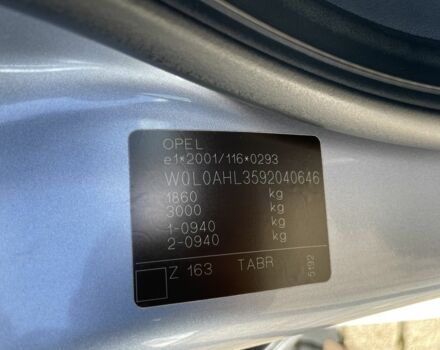 OPEL
e1*2001/116*0293
W0L0AHL3592040646
1860 kg
3000 kg
1-0940 kg
2-0940 kg
Z 163 TABR
5192